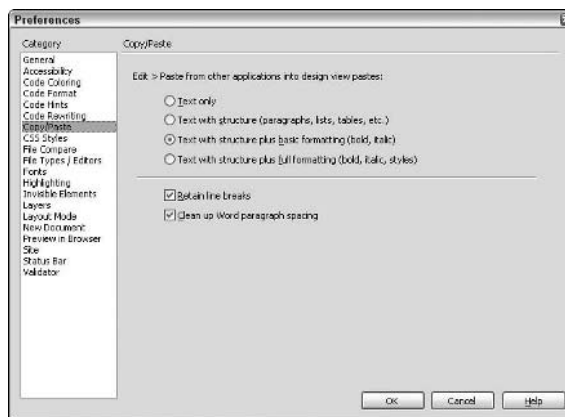 Preferences
Category
Copy/Paste
General
Accessibility
Code Coloring
Code Format
Code Hints
Code Rewriting
Copy/Paste
CSS Styles
File Compare
File Types / Editors
Fonts
Highlighting
Invisible Elements
Layers
Layout Mode
New Document
Preview in Browser
Site
Status Bar
Validator
Edit > Paste from other applications into design view pastes:
Text only
Text with structure (paragraphs, lists, tables, etc.)
Text with structure plus basic formatting (bold, italic)
Text with structure plus full formatting (bold, italic, styles)
Retain line breaks
Clean up Word paragraph spacing
OK
Cancel
Help